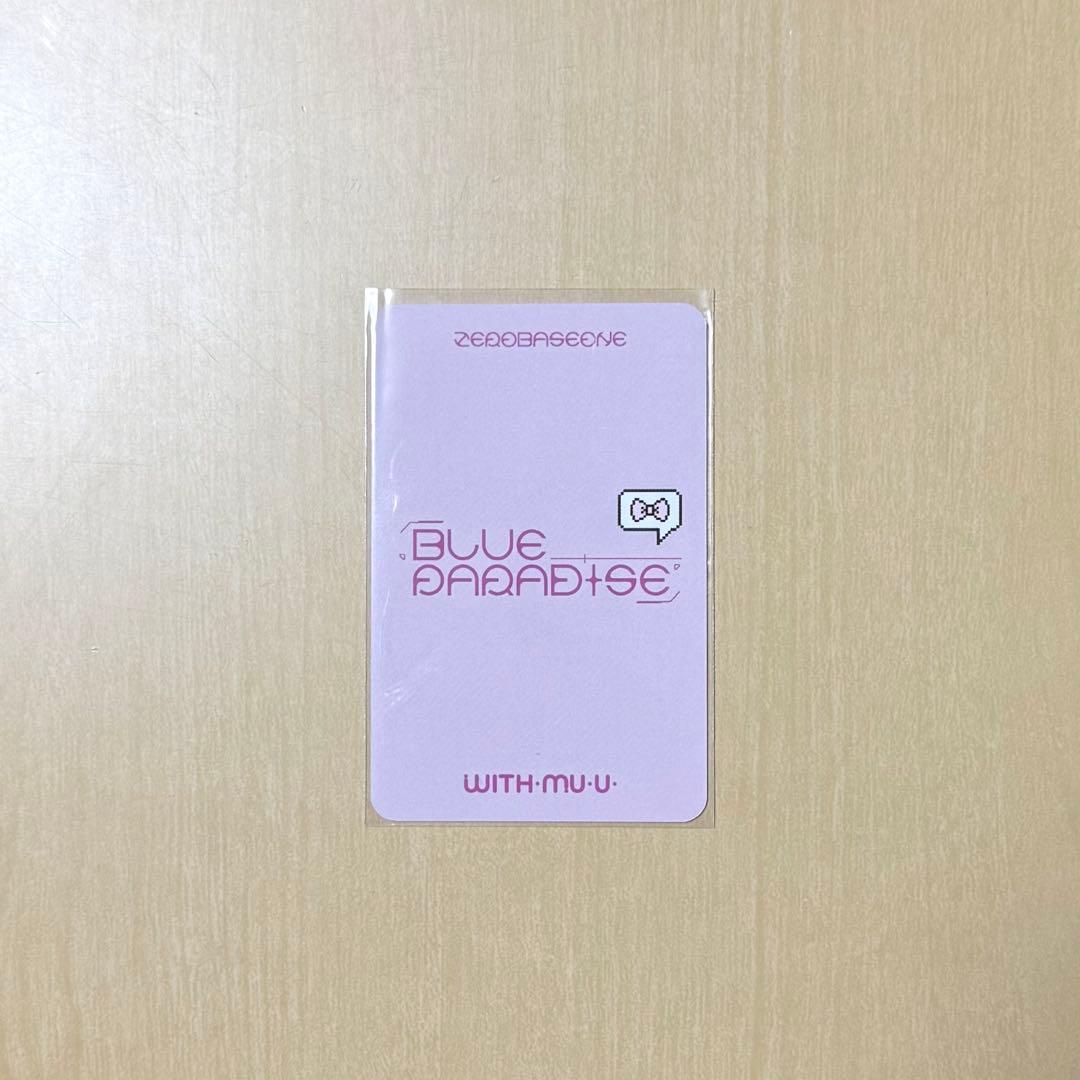 ZEROBASEONE
BLUE
PARADISE
WITH·MU·U·